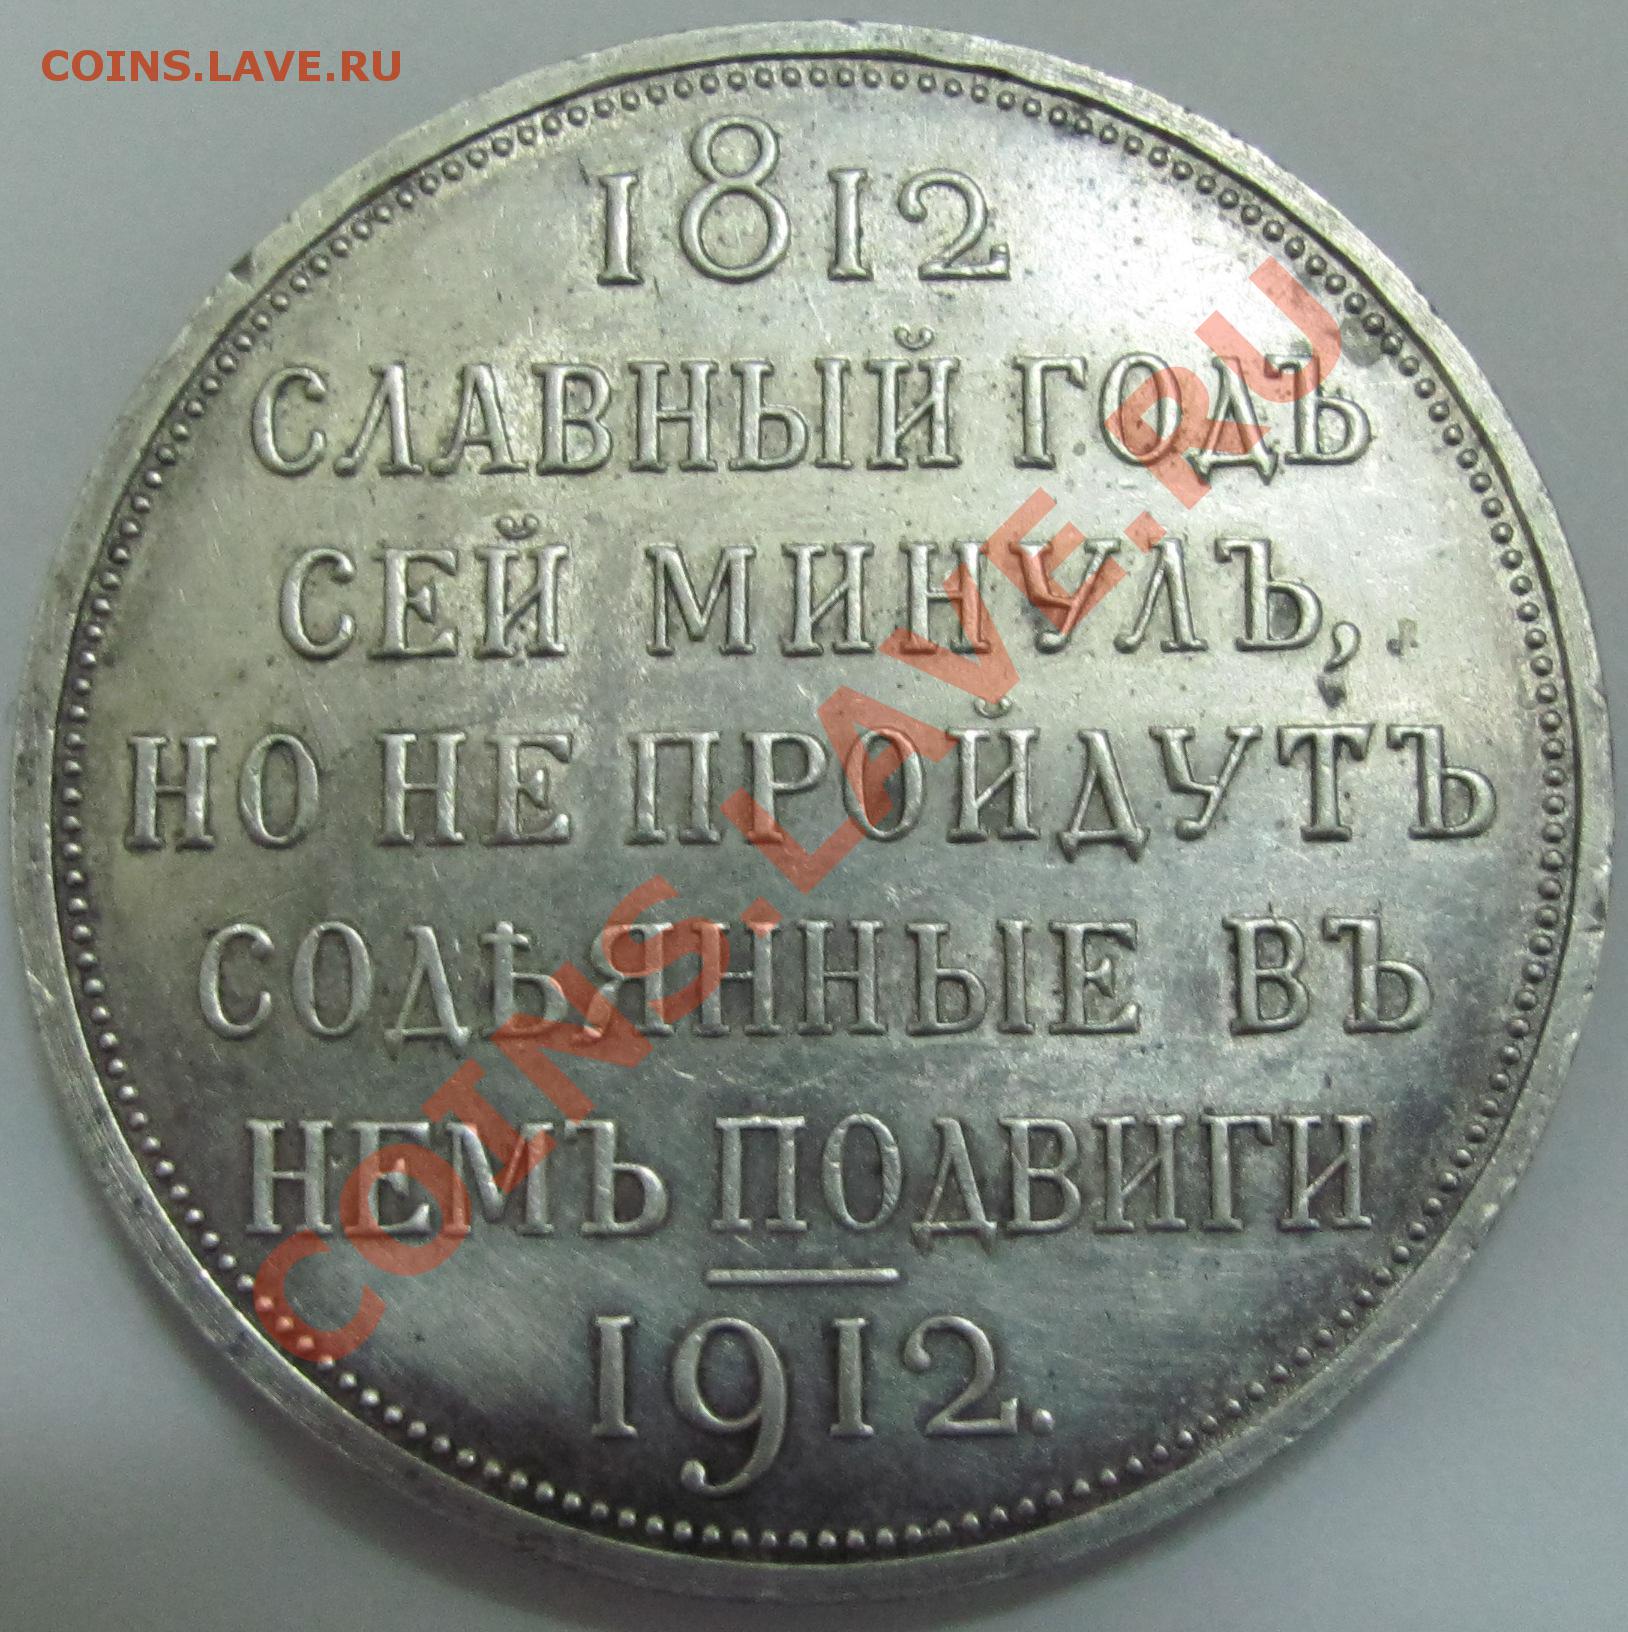 COINS.LAVE.RU
1812
СЛАВНЫЙ ГОДЪ
СЕЙ МИНУЛЪ,
НО НЕ ПРОЙДУТЪ
СОДѢЯННЫЕ ВЪ
НЕМЪ ПОДВИГИ
1912.
COINS.LAVE.RU